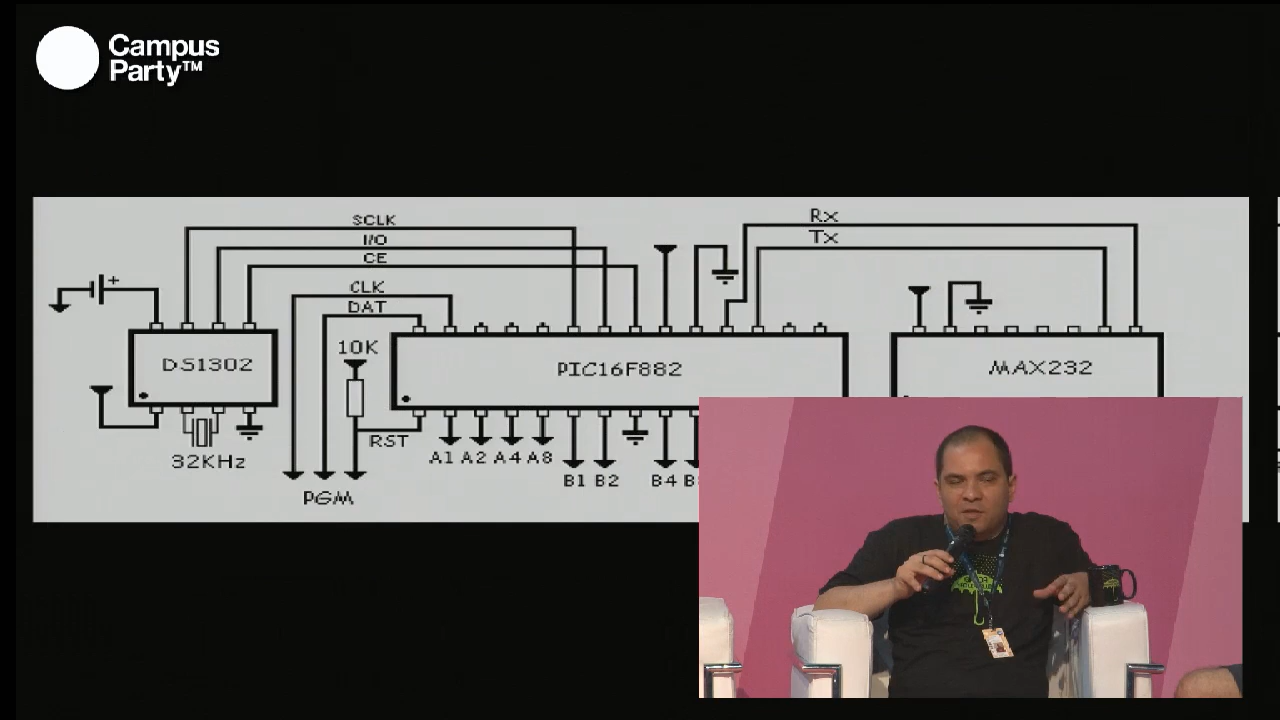 Campus
Party™
SCLK
I/O
CE
CLK
DAT
Rx
Tx
10K
DS1302
PIC16F882
MAX232
RST
32KHz
PGM
A1 A2 A4 A8
B1 B2
B4